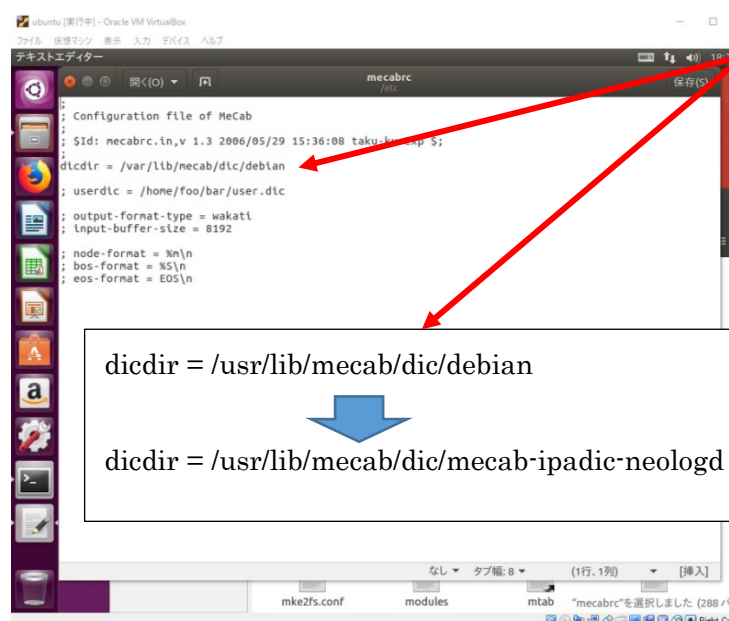 ubuntu [実行中] - Oracle VM VirtualBox
ファイル 仮想マシン 表示 入力 デバイス ヘルプ
テキストエディター
開く(O)
mecabrc
/etc
保存(S)
;
; Configuration file of MeCab
;
; $Id: mecabrc.in,v 1.3 2006/05/29 15:36:08 $;
;
dicdir = /var/lib/mecab/dic/debian
; userdic = /home/foo/bar/user.dic
; output-format-type = wakati
; input-buffer-size = 8192
; node-format = %m\n
; bos-format = %S\n
; eos-format = EOS\n
dicdir = /usr/lib/mecab/dic/debian
dicdir = /usr/lib/mecab/dic/mecab-ipadic-neologd
なし タブ幅: 8 (1行、1列) [挿入]
mke2fs.conf modules mtab "mecabrc"を選択しました (288